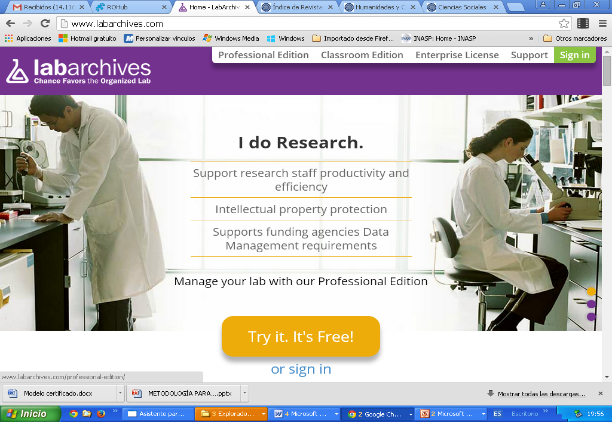 Recibidos (14.11
ROHub
Home - LabArchiv
Índice de Revista
Humanidades y C
Ciencias Sociales
www.labarchives.com
Aplicaciones
Hotmail gratuito
Personalizar vínculos
Windows Media
Windows
Importado desde Firef...
INASP: Home - INASP
»
Otros marcadores
Professional Edition
Classroom Edition
Enterprise License
Support
Sign in
labarchives
Chance Favors the Organized Lab
I do Research.
Support research staff productivity and
efficiency
Intellectual property protection
Supports funding agencies Data
Management requirements
Manage your lab with our Professional Edition
Try it. It's Free!
or sign in
www.labarchives.com/professional-edition/
Modelo certificado.docx
METODOLOGÍA PARA....pptx
Mostrar todas las descargas...
Inicio
Asistente par...
3 Explorado...
4 Microsoft ...
2 Google Ch...
2 Microsoft ...
ES
Escritorio
»
19:56